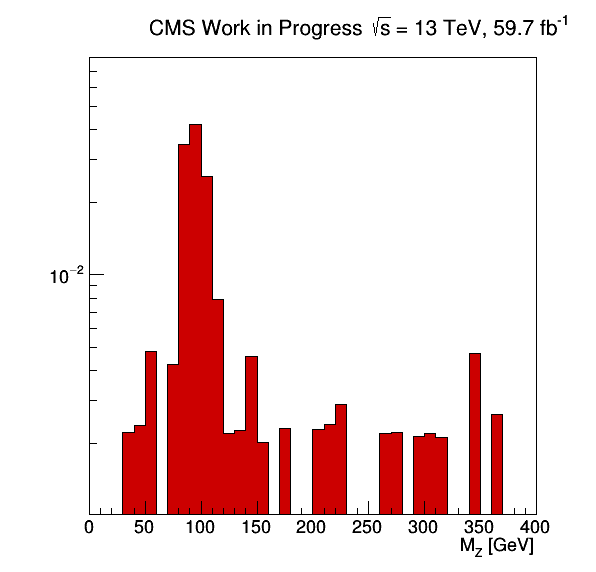 CMS Work in Progress √s = 13 TeV, 59.7 fb⁻¹
10⁻²
0 50 100 150 200 250 300 350 400
M_Z [GeV]